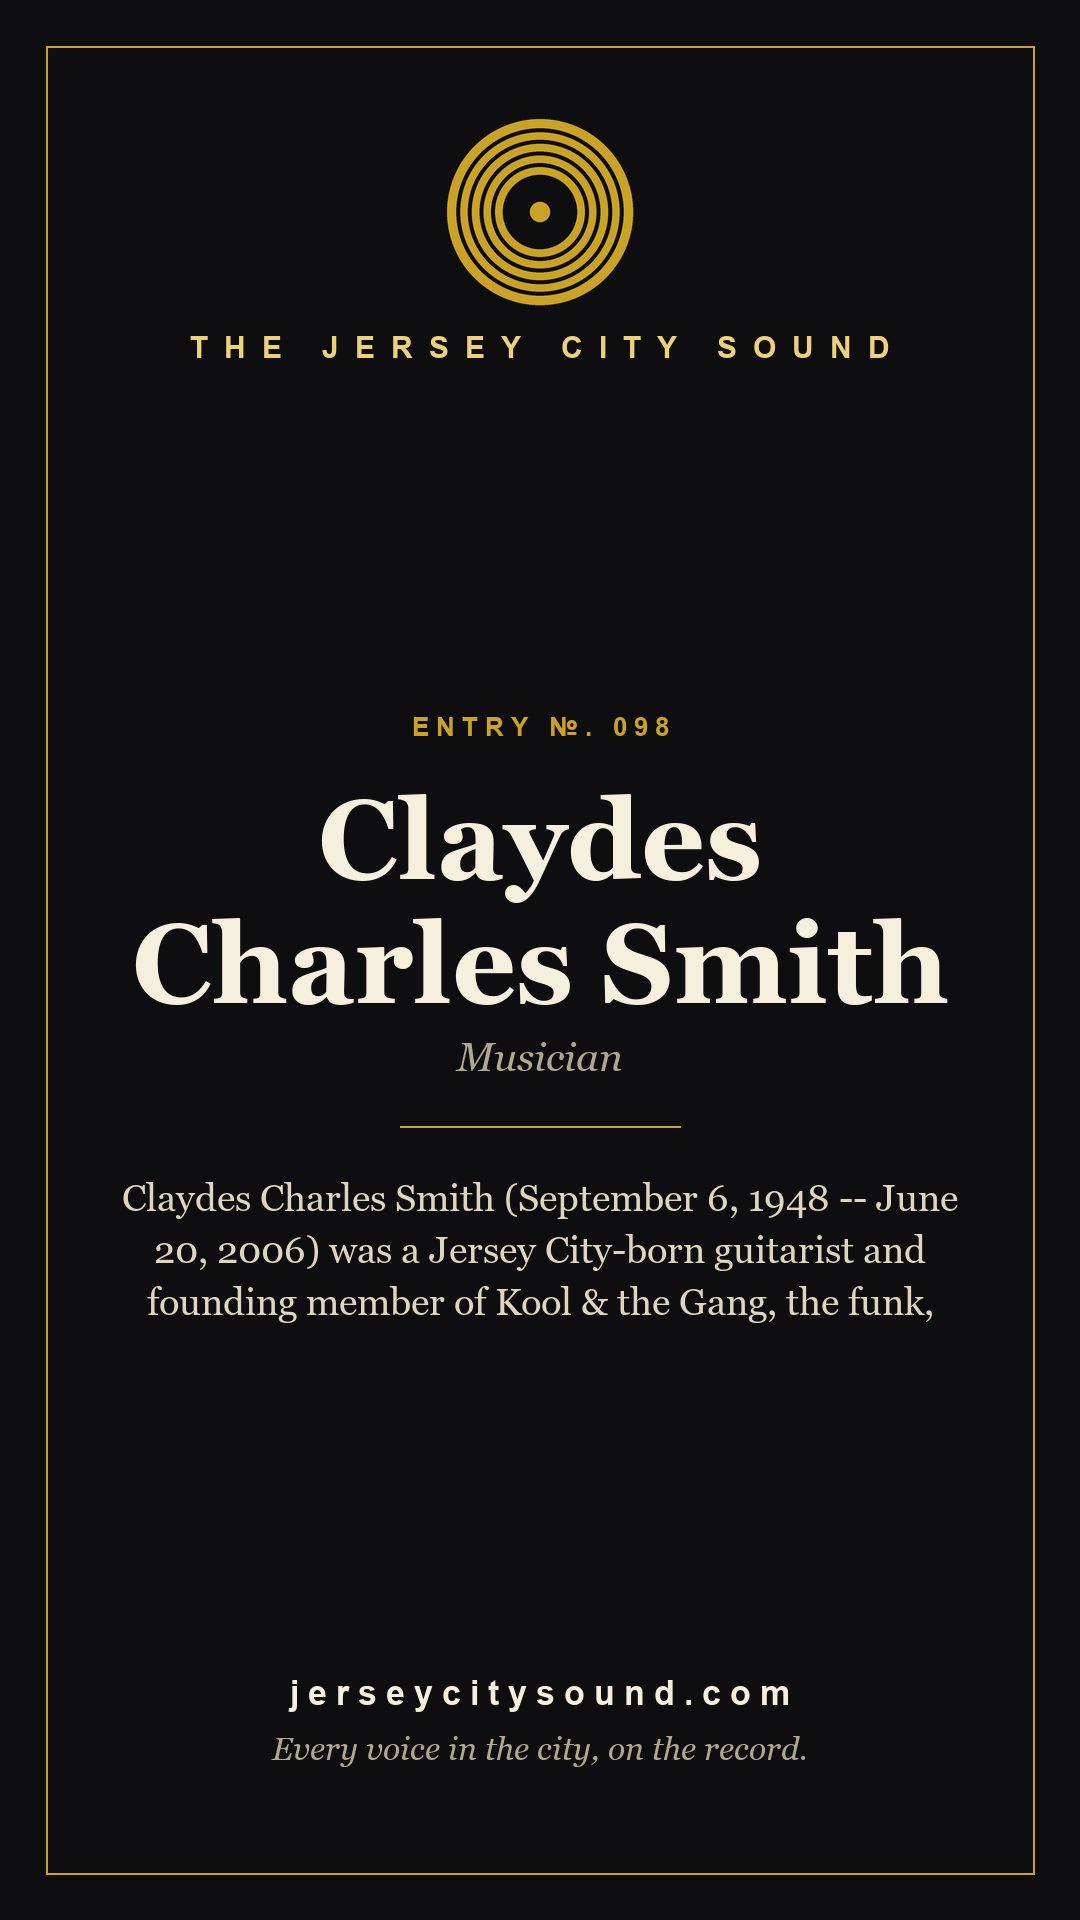 THE JERSEY CITY SOUND
ENTRY №. 098
Claydes
Charles Smith
Musician
Claydes Charles Smith (September 6, 1948 -- June
20, 2006) was a Jersey City-born guitarist and
founding member of Kool & the Gang, the funk,
jerseycitysound.com
Every voice in the city, on the record.